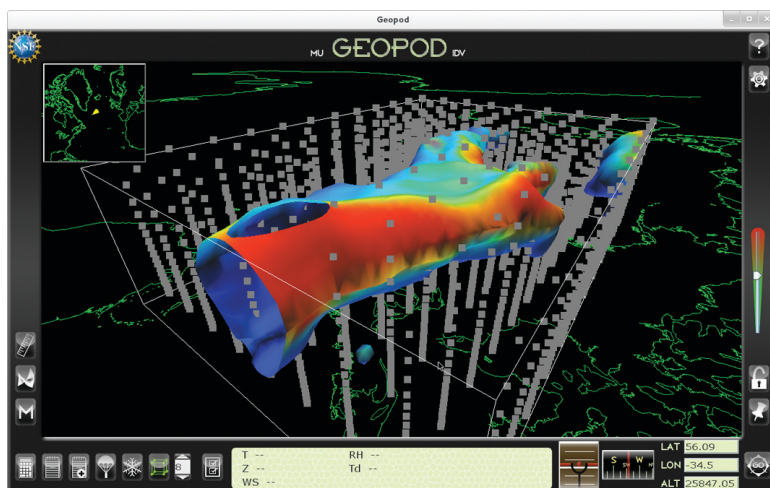 Geopod
NSF
MU GEOPOD IDV
?
M
8
T -- RH --
Z -- Td --
WS --
S SW W N
LAT 56.09
LON -34.5
ALT 25847.05
GO